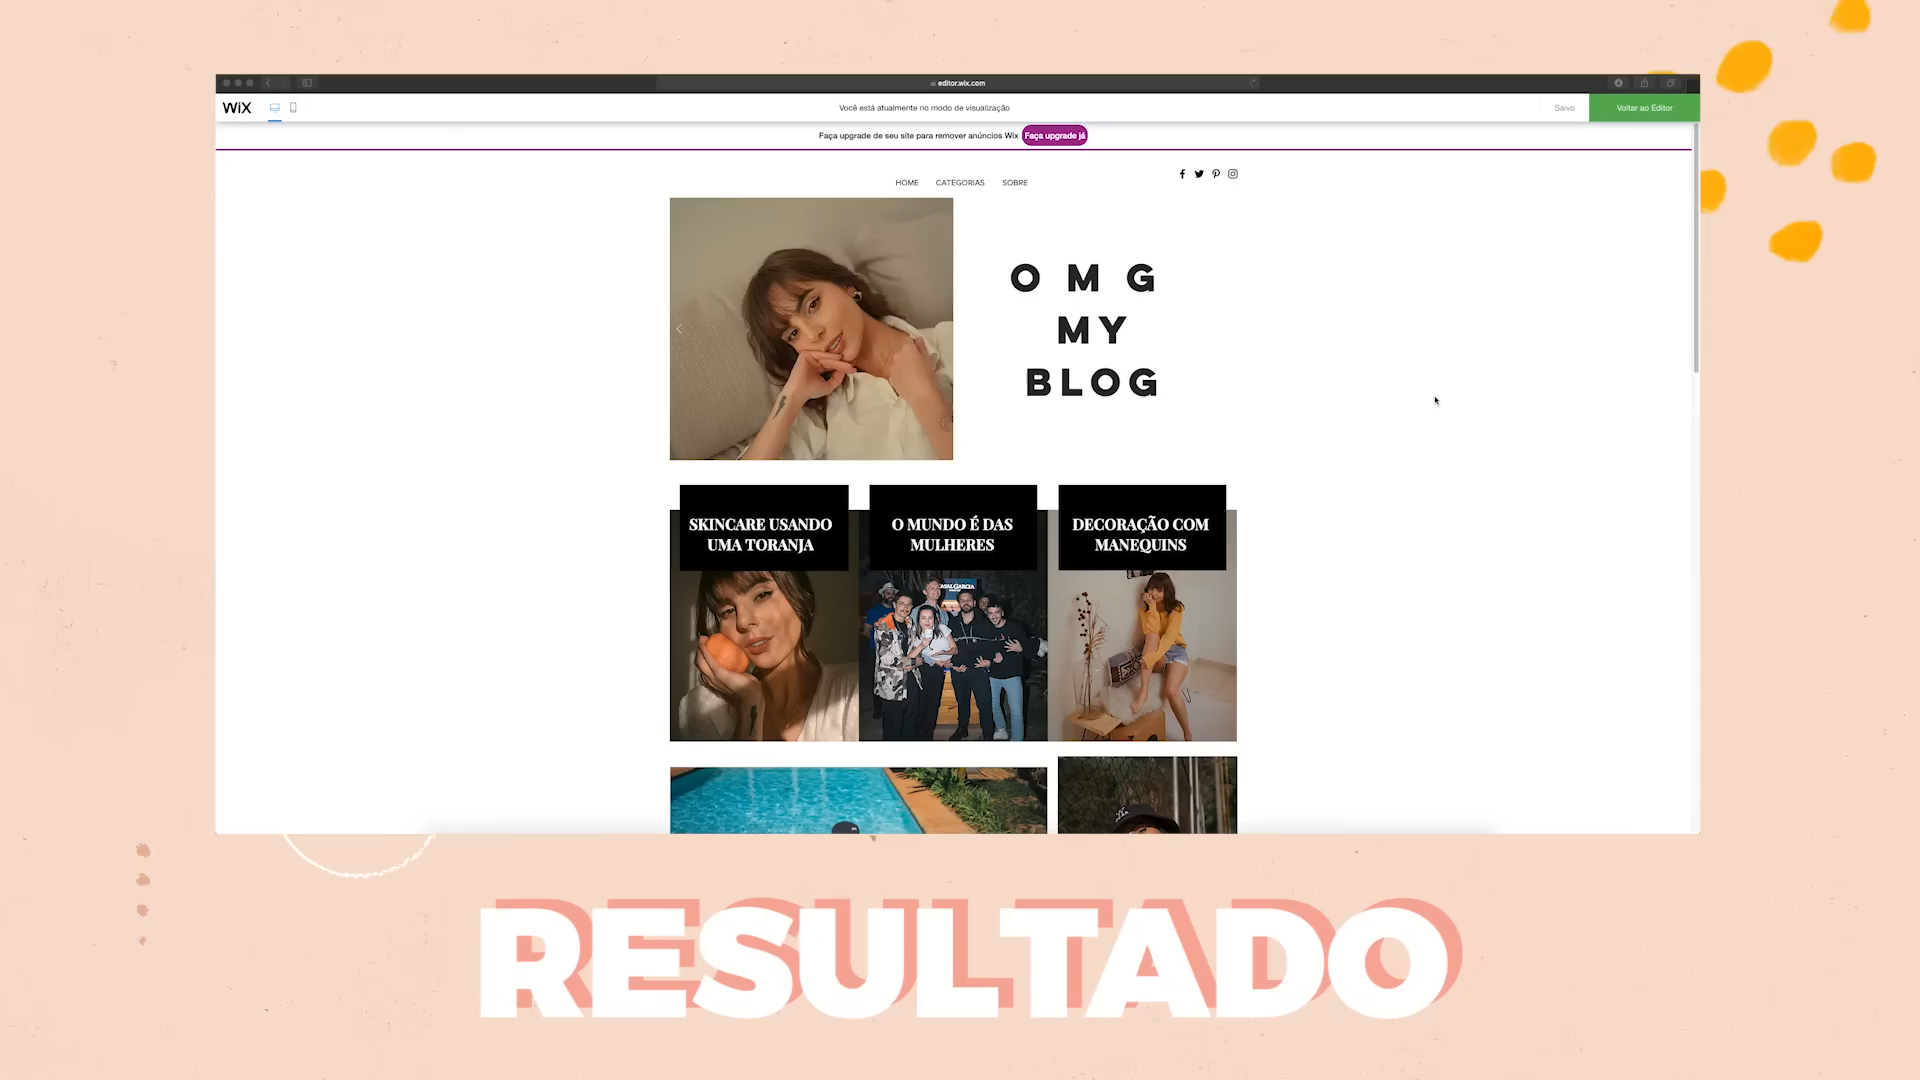 editor.wix.com
WiX
Você está atualmente no modo de visualização
Salvo
Voltar ao Editor
Faça upgrade de seu site para remover anúncios Wix
Faça upgrade já
HOME
CATEGORIAS
SOBRE
OMG
MY
BLOG
SKINCARE USANDO
UMA TORANJA
O MUNDO É DAS
MULHERES
DECORAÇÃO COM
MANEQUINS
RESULTADO